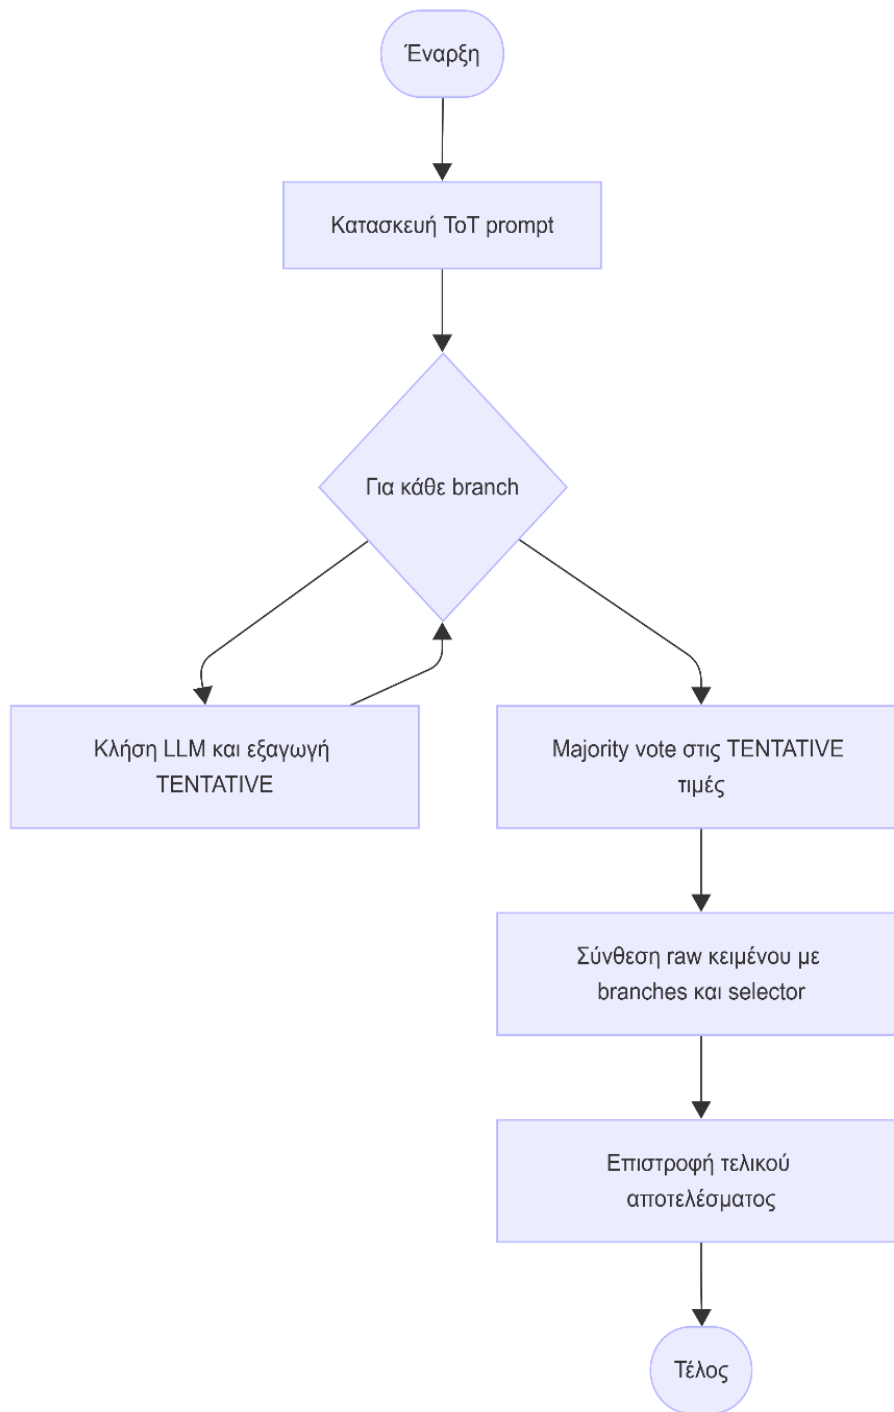 Έναρξη
Κατασκευή ToT prompt
Για κάθε branch
Κλήση LLM και εξαγωγή
TENTATIVE
Majority vote στις TENTATIVE
τιμές
Σύνθεση raw κειμένου με
branches και selector
Επιστροφή τελικού
αποτελέσματος
Τέλος